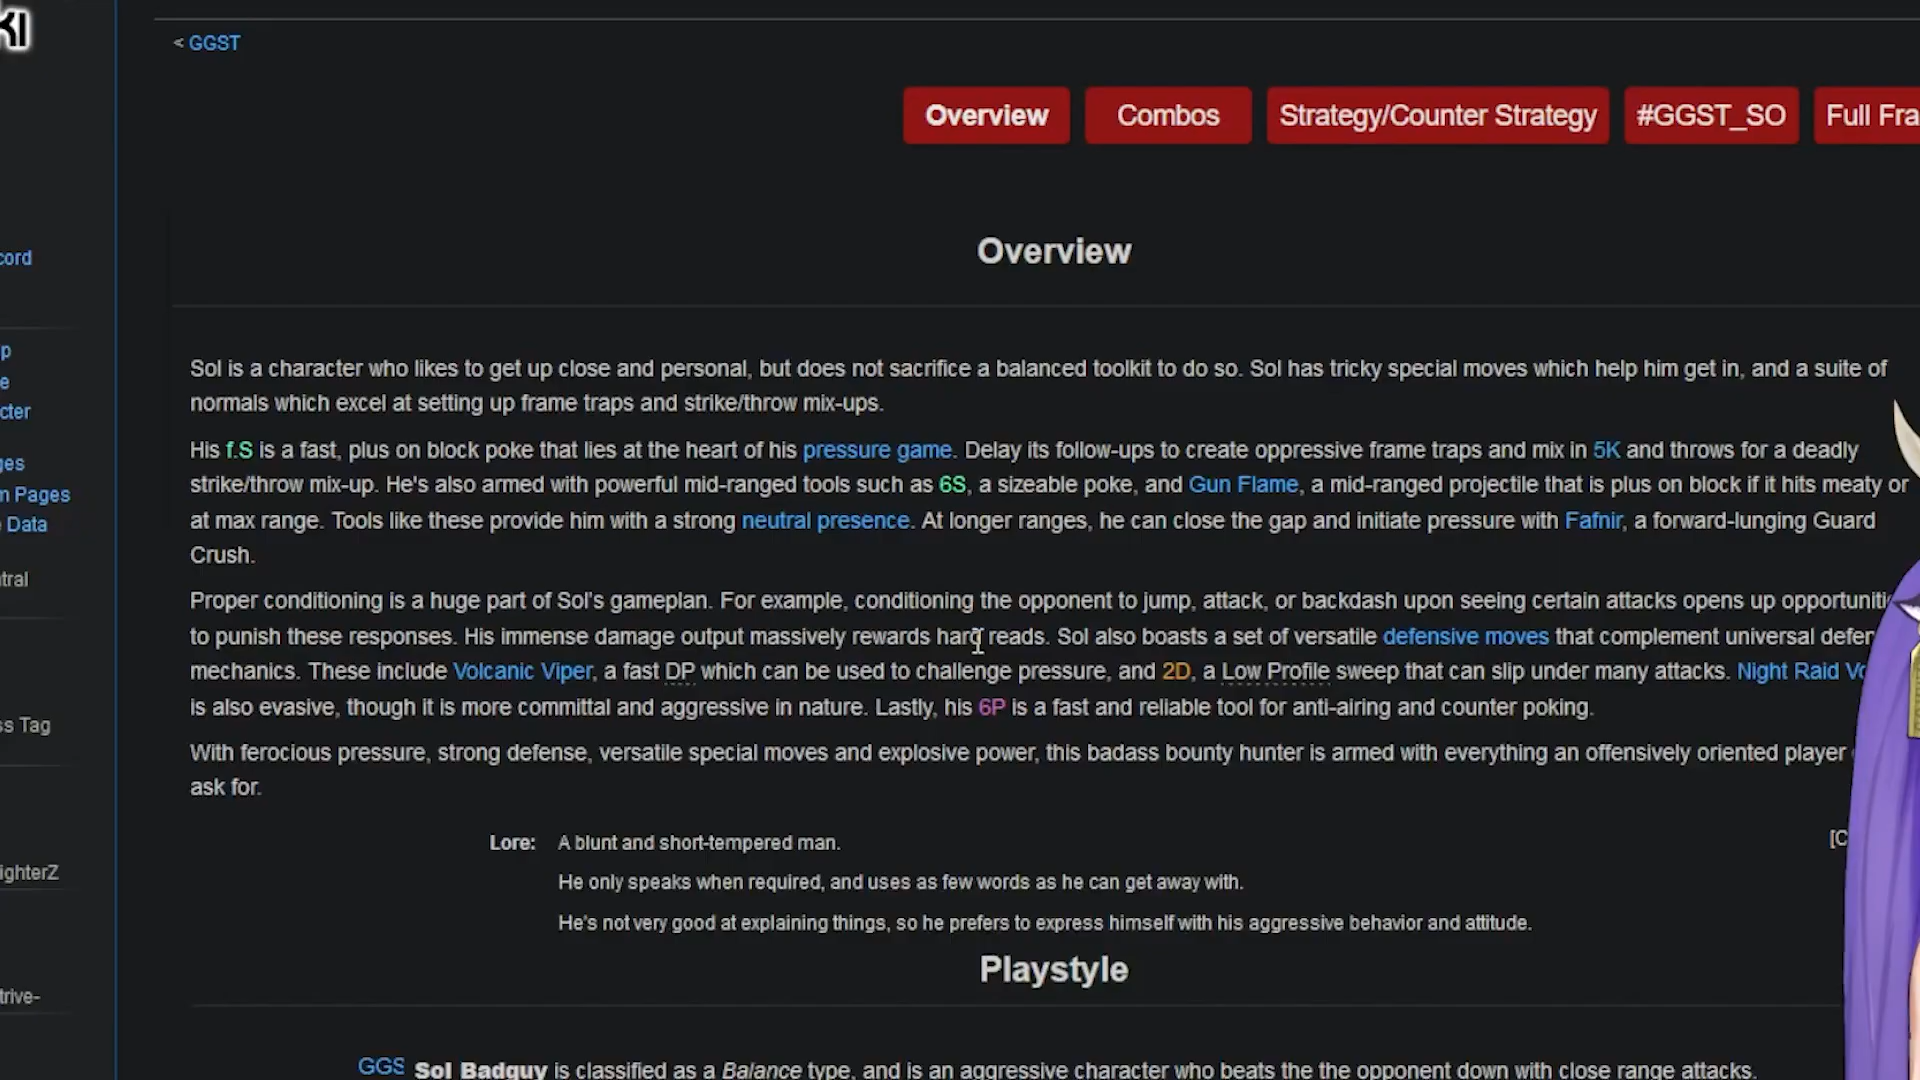 KI
< GGST
Overview
Combos
Strategy/Counter Strategy
#GGST_SO
Full Fra
Overview
cord
p
e
cter
ges
m Pages
Data
tral
ss Tag
ighterZ
trive-
Sol is a character who likes to get up close and personal, but does not sacrifice a balanced toolkit to do so. Sol has tricky special moves which help him get in, and a suite of
normals which excel at setting up frame traps and strike/throw mix-ups.
His f.S is a fast, plus on block poke that lies at the heart of his pressure game. Delay its follow-ups to create oppressive frame traps and mix in 5K and throws for a deadly
strike/throw mix-up. He's also armed with powerful mid-ranged tools such as 6S, a sizeable poke, and Gun Flame, a mid-ranged projectile that is plus on block if it hits meaty or
at max range. Tools like these provide him with a strong neutral presence. At longer ranges, he can close the gap and initiate pressure with Fafnir, a forward-lunging Guard
Crush.
Proper conditioning is a huge part of Sol's gameplan. For example, conditioning the opponent to jump, attack, or backdash upon seeing certain attacks opens up opportuniti
to punish these responses. His immense damage output massively rewards hard reads. Sol also boasts a set of versatile defensive moves that complement universal defen
mechanics. These include Volcanic Viper, a fast DP which can be used to challenge pressure, and 2D, a Low Profile sweep that can slip under many attacks. Night Raid Vo
is also evasive, though it is more committal and aggressive in nature. Lastly, his 6P is a fast and reliable tool for anti-airing and counter poking.
With ferocious pressure, strong defense, versatile special moves and explosive power, this badass bounty hunter is armed with everything an offensively oriented player
ask for.
Lore: A blunt and short-tempered man.
[C
He only speaks when required, and uses as few words as he can get away with.
He's not very good at explaining things, so he prefers to express himself with his aggressive behavior and attitude.
Playstyle
GGS Sol Badguy is classified as a Balance type, and is an aggressive character who beats the the opponent down with close range attacks.